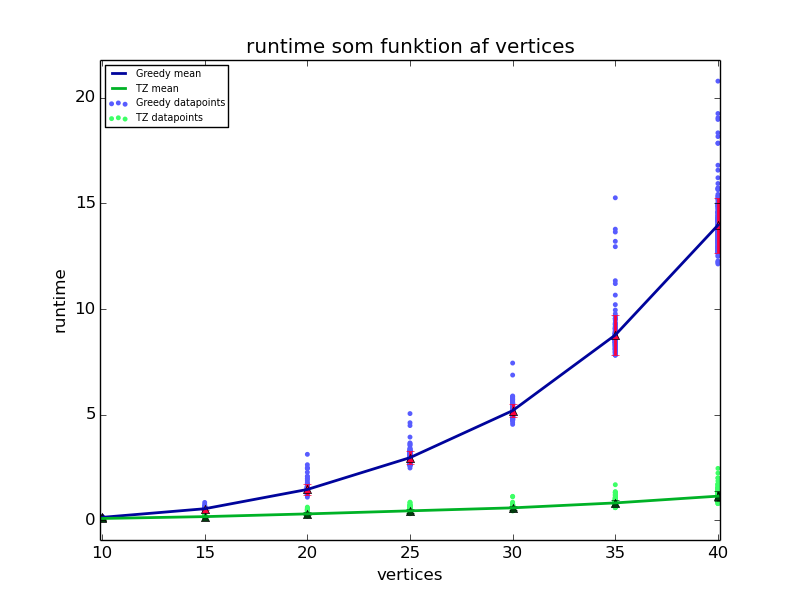 runtime som funktion af vertices
Greedy mean
TZ mean
Greedy datapoints
TZ datapoints
20
15
10
5
0
runtime
10 15 20 25 30 35 40
vertices